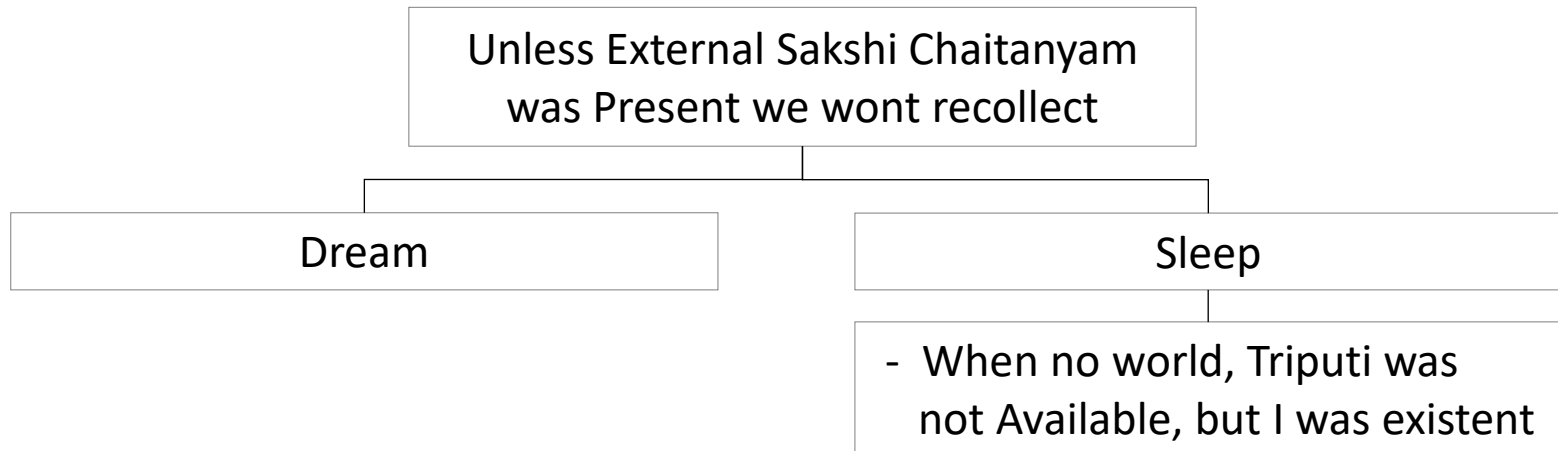 Unless External Sakshi Chaitanyam
was Present we wont recollect
Dream
Sleep
- When no world, Triputi was
not Available, but I was existent